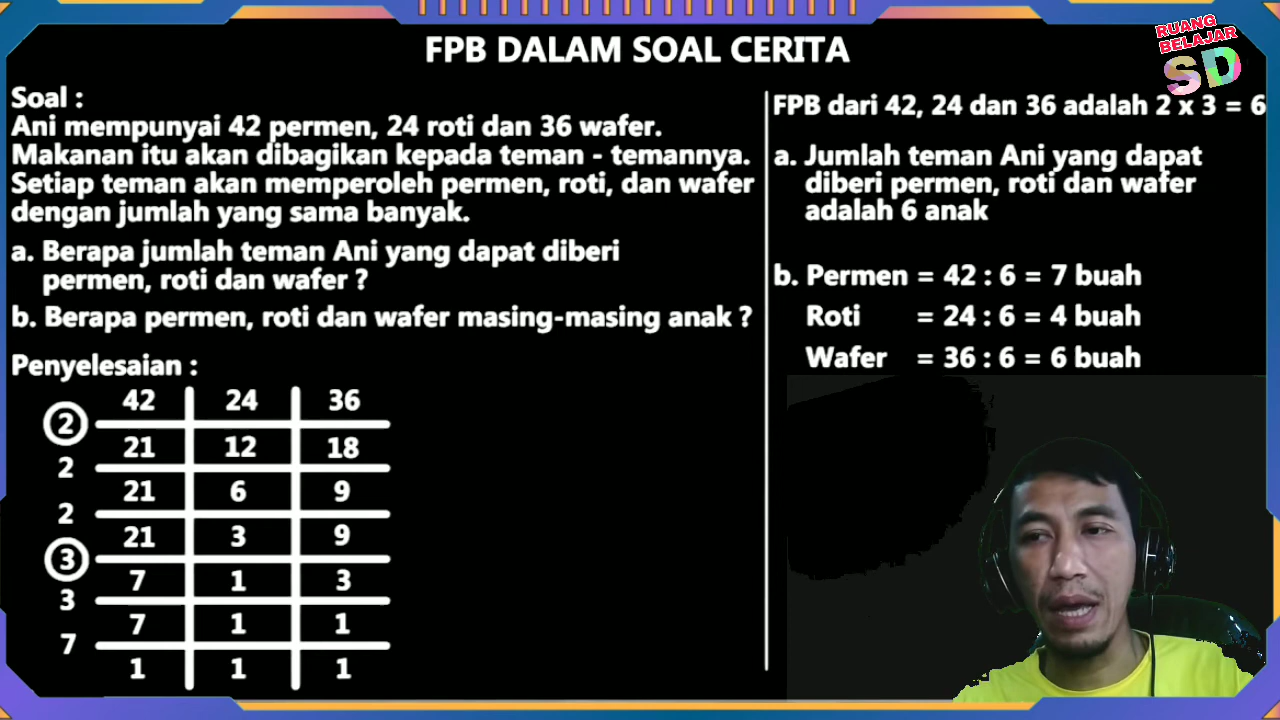 FPB DALAM SOAL CERITA
RUANG
BELAJAR
SD
Soal :
Ani mempunyai 42 permen, 24 roti dan 36 wafer.
Makanan itu akan dibagikan kepada teman - temannya.
Setiap teman akan memperoleh permen, roti, dan wafer
dengan jumlah yang sama banyak.
a. Berapa jumlah teman Ani yang dapat diberi
permen, roti dan wafer ?
b. Berapa permen, roti dan wafer masing-masing anak ?
Penyelesaian :
42 24 36
2
21 12 18
2
21 6 9
2
21 3 9
3
7 1 3
3
7 1 1
7
1 1 1
FPB dari 42, 24 dan 36 adalah 2 x 3 = 6
a. Jumlah teman Ani yang dapat
diberi permen, roti dan wafer
adalah 6 anak
b. Permen = 42 : 6 = 7 buah
Roti = 24 : 6 = 4 buah
Wafer = 36 : 6 = 6 buah